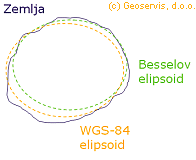 (c) Geoservis, d.o.o.
Zemlja
Besselov
elipsoid
WGS-84
elipsoid